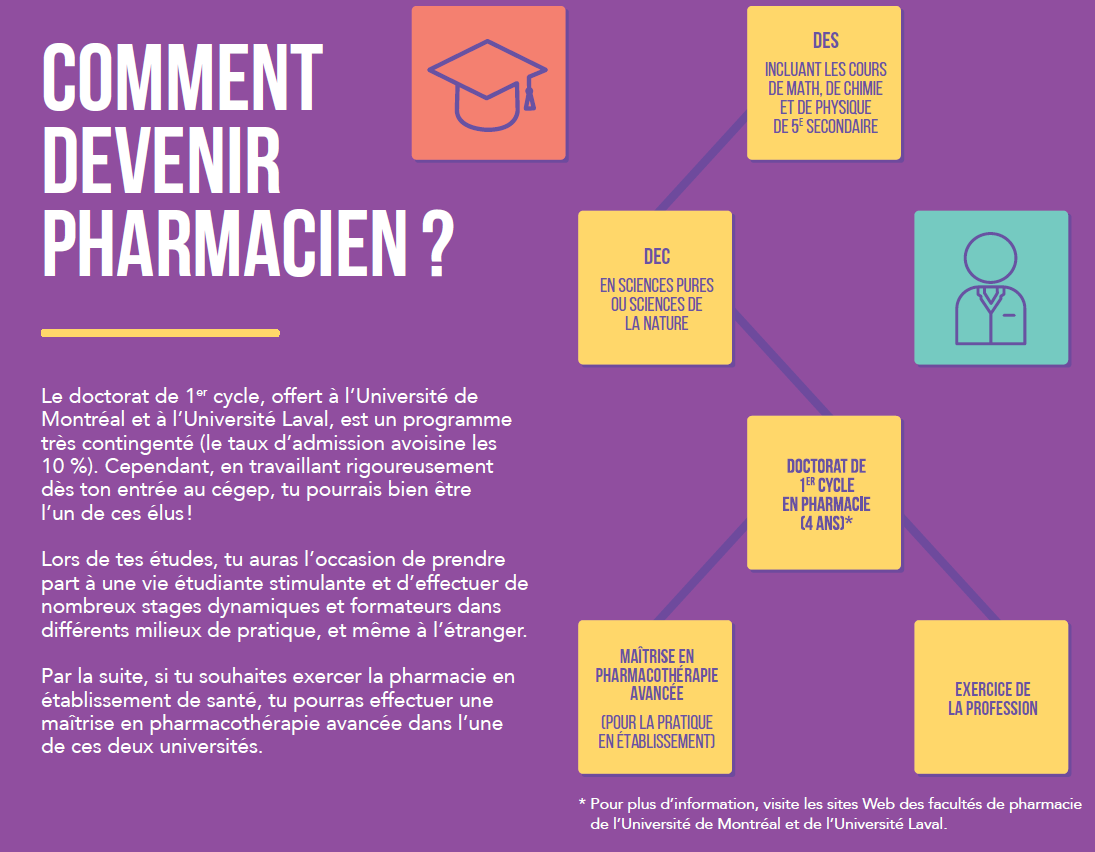 COMMENT
DEVENIR
PHARMACIEN ?
Le doctorat de 1er cycle, offert à l’Université de
Montréal et à l’Université Laval, est un programme
très contingenté (le taux d’admission avoisine les
10 %). Cependant, en travaillant rigoureusement
dès ton entrée au cégep, tu pourrais bien être
l’un de ces élus !
Lors de tes études, tu auras l’occasion de prendre
part à une vie étudiante stimulante et d’effectuer de
nombreux stages dynamiques et formateurs dans
différents milieux de pratique, et même à l’étranger.
Par la suite, si tu souhaites exercer la pharmacie en
établissement de santé, tu pourras effectuer une
maîtrise en pharmacothérapie avancée dans l’une
de ces deux universités.
DES
INCLUANT LES COURS
DE MATH, DE CHIMIE
ET DE PHYSIQUE
DE 5E SECONDAIRE
DEC
EN SCIENCES PURES
OU SCIENCES DE
LA NATURE
DOCTORAT DE
1ER CYCLE
EN PHARMACIE
(4 ANS)*
MAÎTRISE EN
PHARMACOTHÉRAPIE
AVANCÉE
(POUR LA PRATIQUE
EN ÉTABLISSEMENT)
EXERCICE DE
LA PROFESSION
* Pour plus d’information, visite les sites Web des facultés de pharmacie
de l’Université de Montréal et de l’Université Laval.